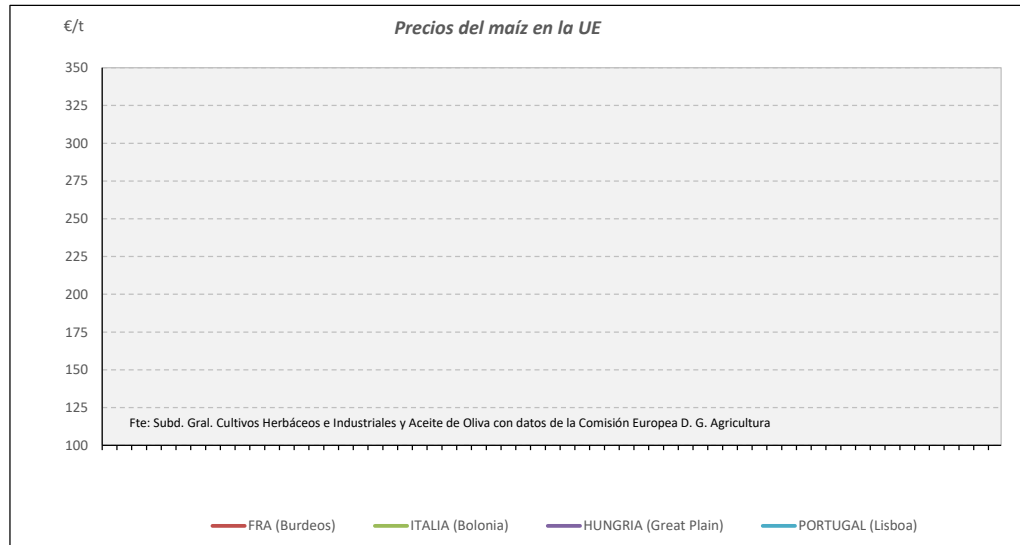 €/t
Precios del maíz en la UE
350
325
300
275
250
225
200
175
150
125
Fte: Subd. Gral. Cultivos Herbáceos e Industriales y Aceite de Oliva con datos de la Comisión Europea D. G. Agricultura
100
FRA (Burdeos) ITALIA (Bolonia) HUNGRIA (Great Plain) PORTUGAL (Lisboa)